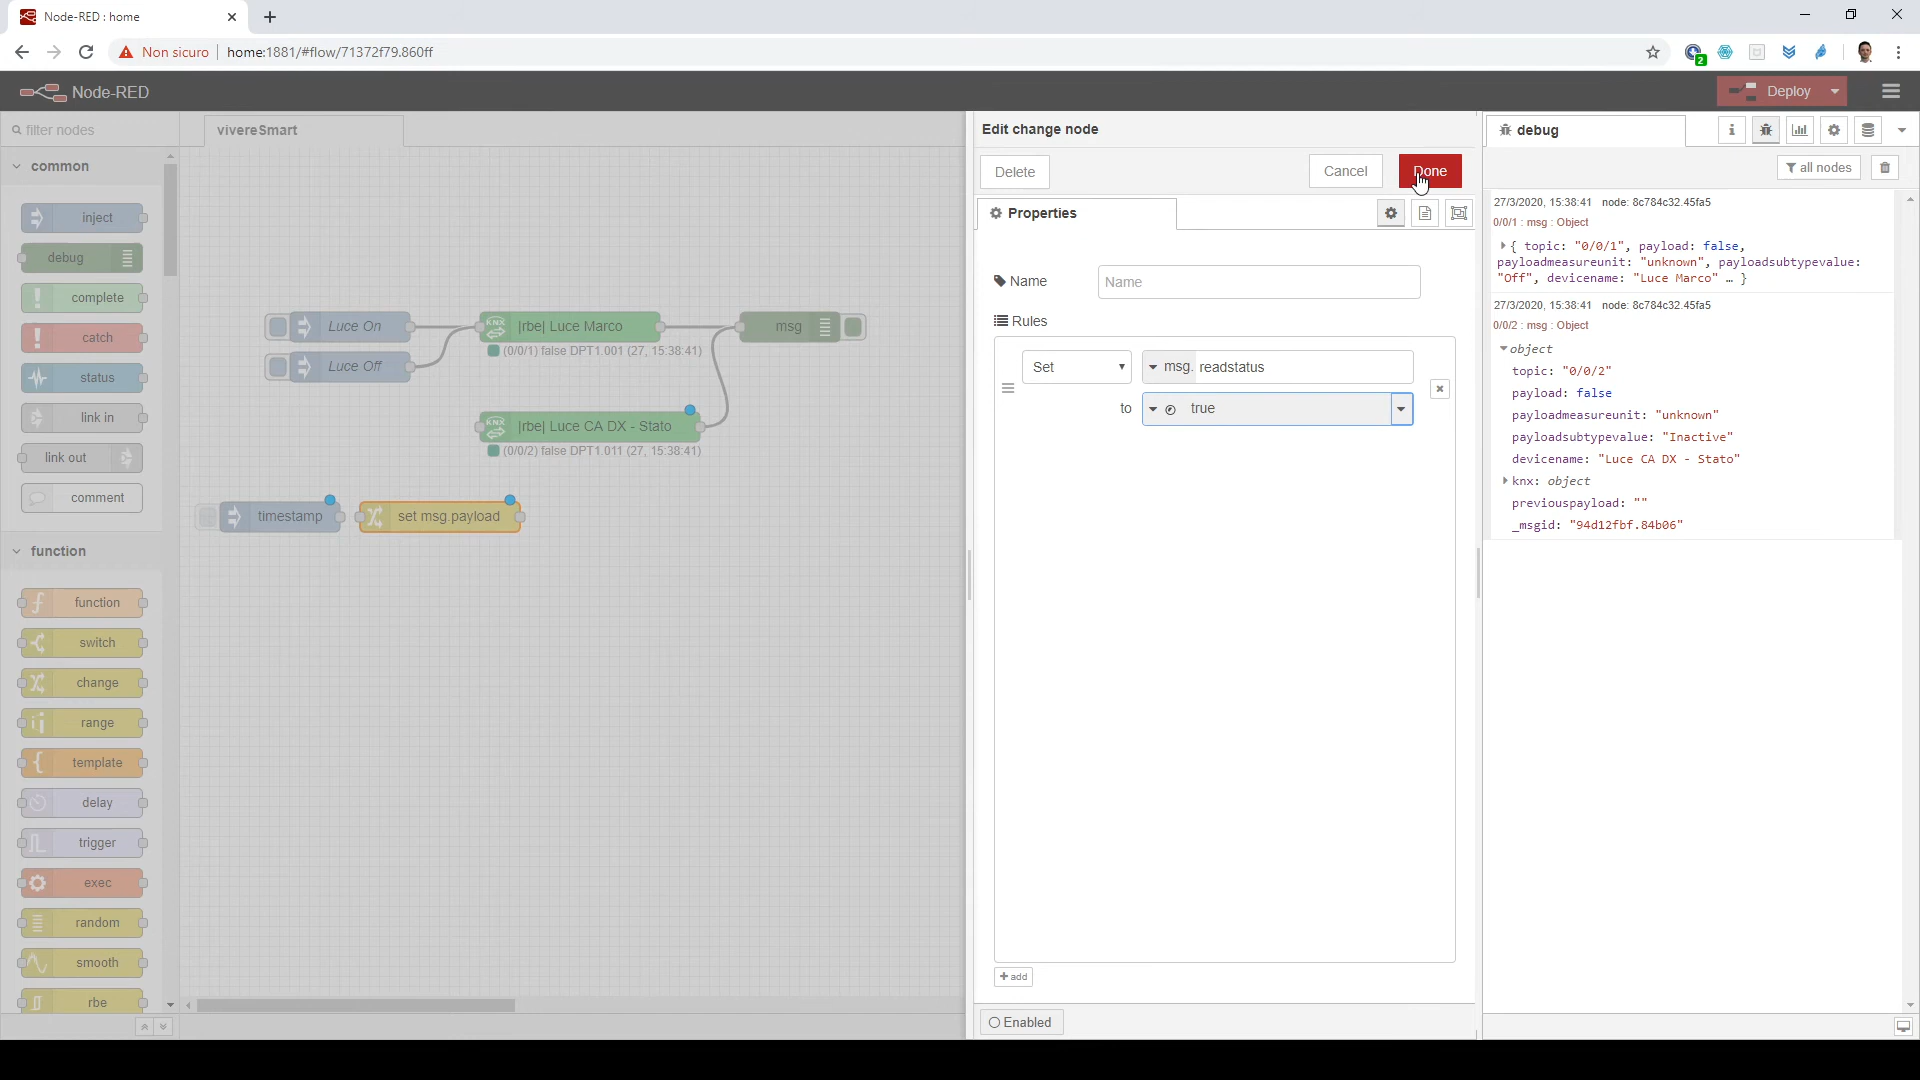 Node-RED : home
Non sicuro
home:1881/#flow/71372f79.860ff
2
Node-RED
Deploy
filter nodes
vivereSmart
common
inject
debug
complete
catch
status
link in
link out
comment
function
function
switch
change
range
template
delay
trigger
exec
random
smooth
rbe
Luce On
Luce Off
KNX
|rbe| Luce Marco
(0/0/1) false DPT1.001 (27, 15:38:41)
msg
KNX
|rbe| Luce CA DX - Stato
(0/0/2) false DPT1.011 (27, 15:38:41)
timestamp
set msg.payload
Edit change node
Delete
Cancel
Done
Properties
Name
Name
Rules
Set
msg. readstatus
to
true
add
Enabled
debug
all nodes
27/3/2020, 15:38:41 node: 8c784c32.45fa5
0/0/1 : msg : Object
{ topic: "0/0/1", payload: false,
payloadmeasureunit: "unknown", payloadsubtypevalue:
"Off", devicename: "Luce Marco" … }
27/3/2020, 15:38:41 node: 8c784c32.45fa5
0/0/2 : msg : Object
object
topic: "0/0/2"
payload: false
payloadmeasureunit: "unknown"
payloadsubtypevalue: "Inactive"
devicename: "Luce CA DX - Stato"
knx: object
previouspayload: ""
_msgid: "94d12fbf.84b06"